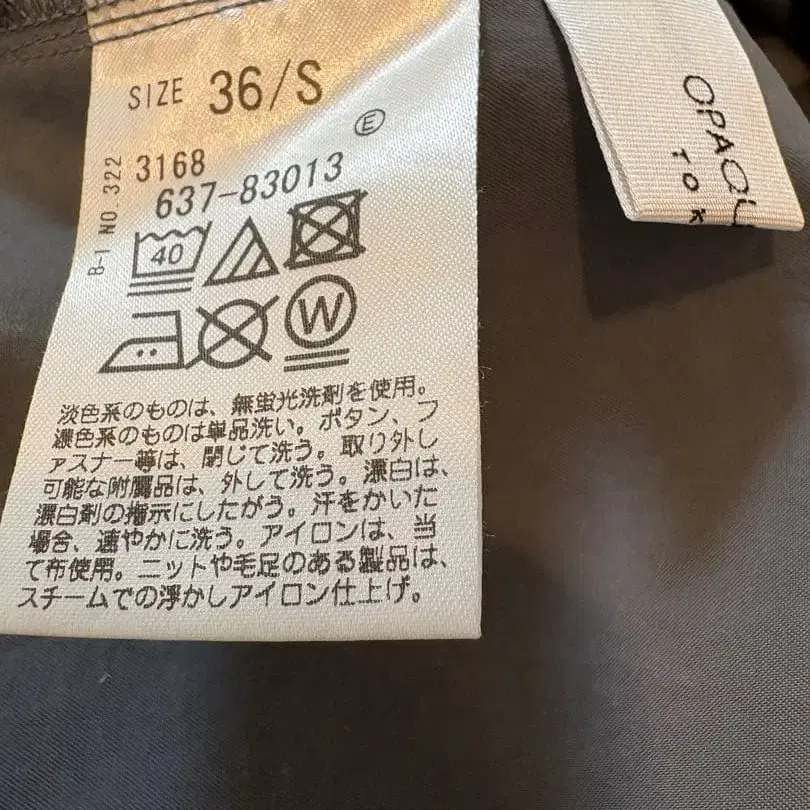 SIZE 36/S
Ⓔ
B-I NO.322
3168
637-83013
40
W
淡色系のものは、無蛍光洗剤を使用。
濃色系のものは単品洗い。ボタン、フ
ァスナー等は、閉じて洗う。取り外し
可能な附属品は、外して洗う。漂白は、
漂白剤の指示にしたがう。汗をかいた
場合、速やかに洗う。アイロンは、当
て布使用。ニットや毛足のある製品は、
スチームでの浮かしアイロン仕上げ。
OPAQU
TOK